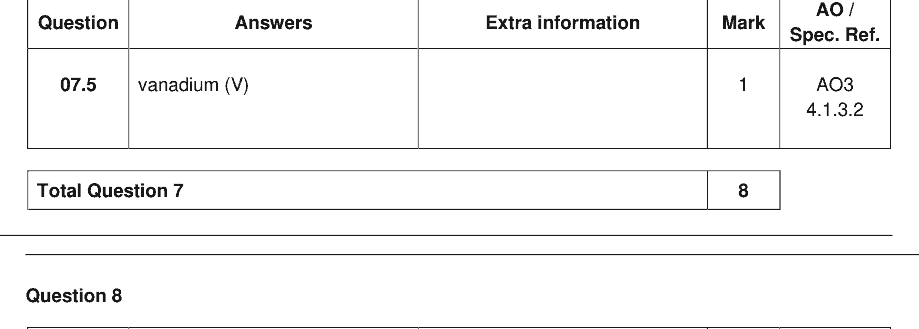 Question Answers Extra information Mark AO /
Spec. Ref.
07.5 vanadium (V) 1 AO3
4.1.3.2
Total Question 7 8
Question 8